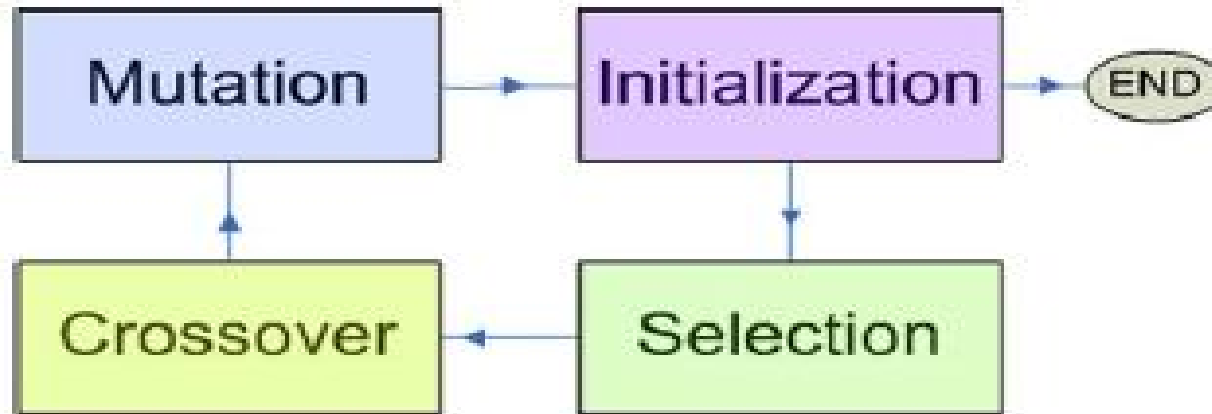 Mutation
Initialization
END
Crossover
Selection